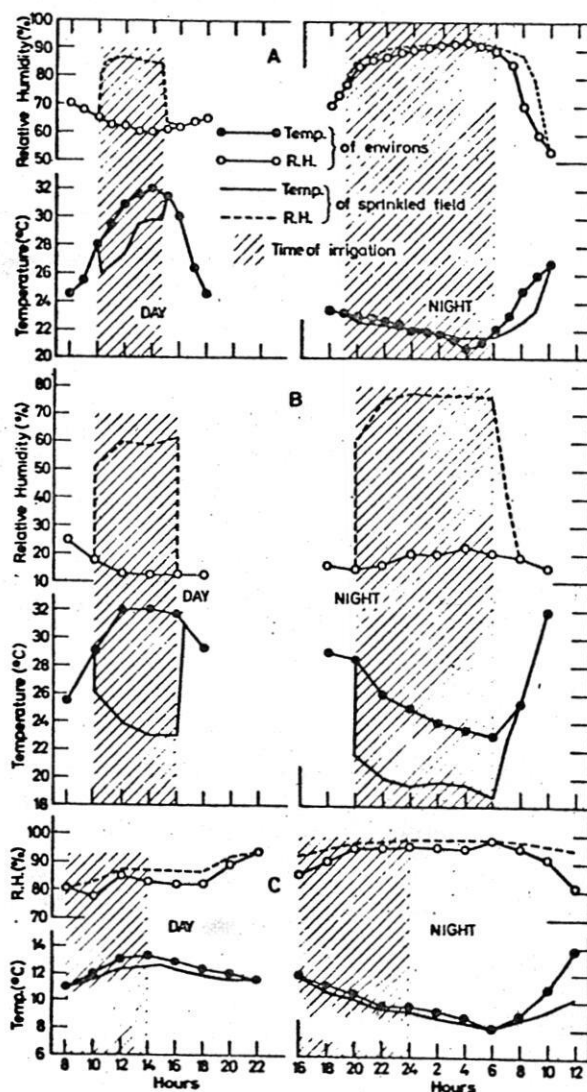 Relative Humidity (%)
100
90
80
70
60
50
A
Temp.
R.H.
of environs
Temp.
R.H.
of sprinkled field
Time of irrigation
Temperature (°C)
32
30
28
26
24
22
20
DAY
NIGHT
Relative Humidity (%)
80
70
60
50
40
30
20
10
B
DAY
NIGHT
Temperature (°C)
32
30
28
26
24
22
20
18
R.H.(%)
100
90
80
70
C
DAY
NIGHT
Temp.(°C)
14
12
10
8
6
8 10 12 14 16 18 20 22
Hours
16 18 20 22 24 2 4 6 8 10 12
Hours